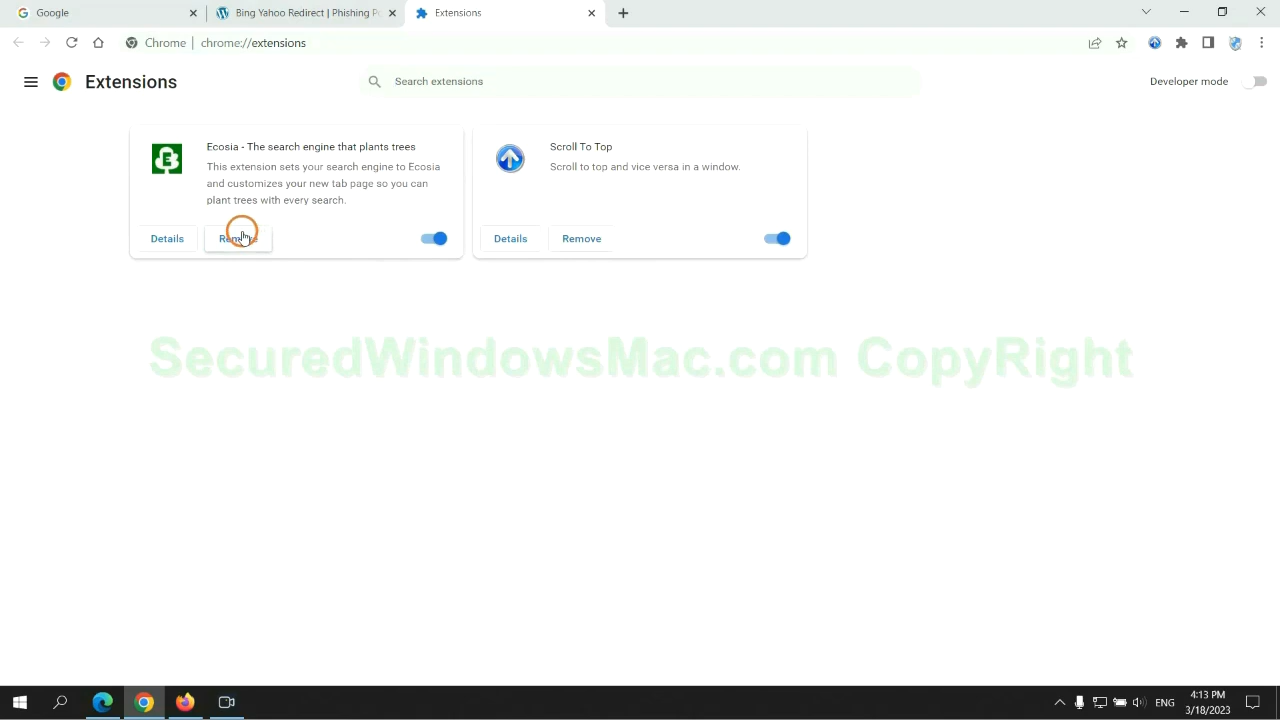 Google
Bing Yahoo Redirect | Phishing Po
Extensions
Chrome
chrome://extensions
Extensions
Search extensions
Developer mode
Ecosia - The search engine that plants trees
This extension sets your search engine to Ecosia
and customizes your new tab page so you can
plant trees with every search.
Details
Remove
Scroll To Top
Scroll to top and vice versa in a window.
Details
Remove
SecuredWindowsMac.com CopyRight
ENG
4:13 PM
3/18/2023